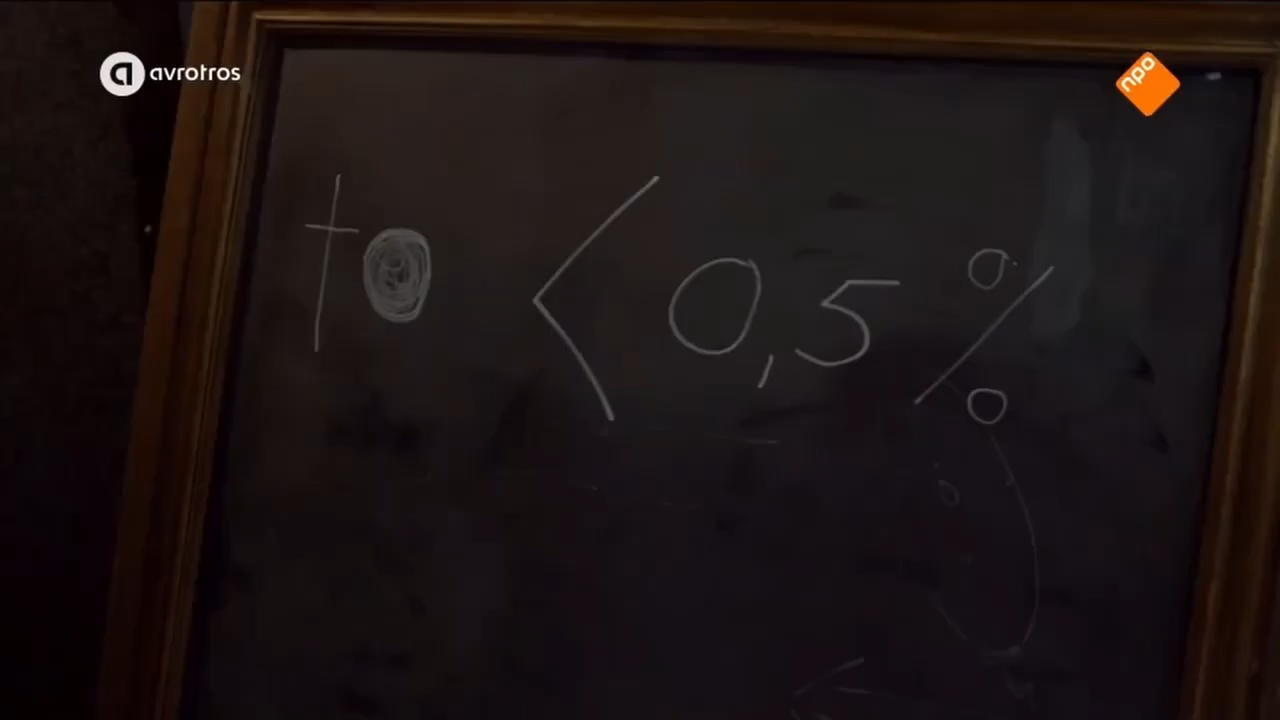 avrotros
npo
† < 0,5 %